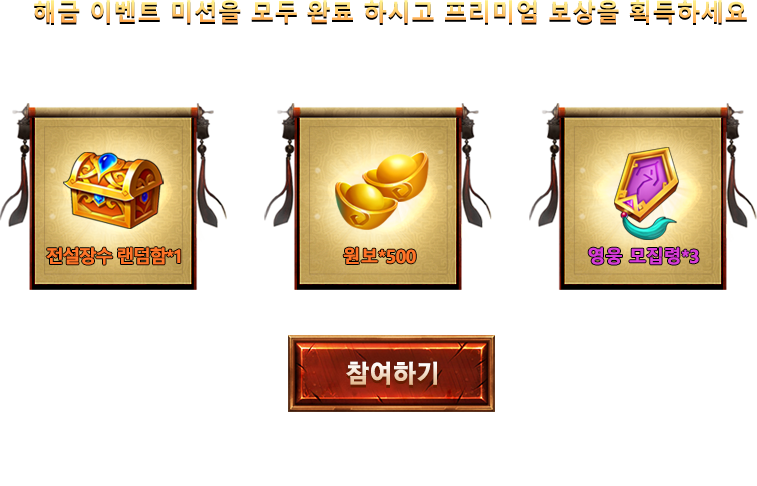 해금 이벤트 미션을 모두 완료 하시고 프리미엄 보상을 획득하세요
전설장수 랜덤함*1
원보*500
영웅 모집령*3
참여하기